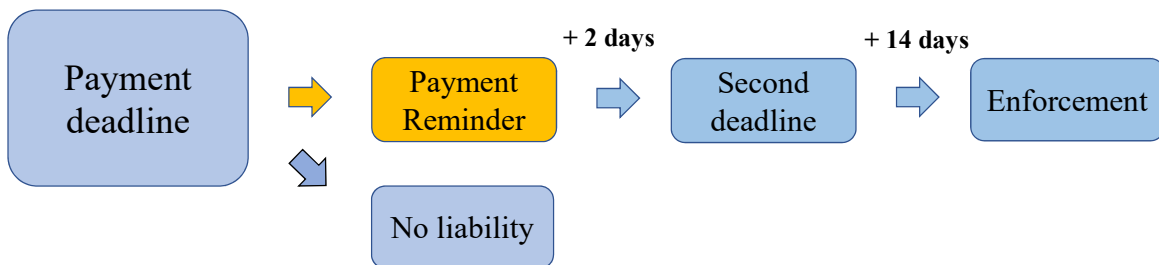 Payment
deadline
Payment
Reminder
+ 2 days
Second
deadline
+ 14 days
Enforcement
No liability